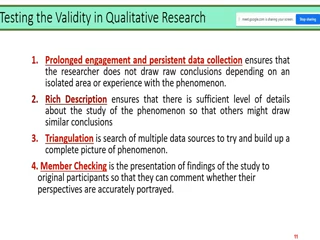 Testing the Validity in Qualitative Research
meet.google.com is sharing your screen.
Stop sharing
1. Prolonged engagement and persistent data collection ensures that
the researcher does not draw raw conclusions depending on an
isolated area or experience with the phenomenon.
2. Rich Description ensures that there is sufficient level of details
about the study of the phenomenon so that others might draw
similar conclusions
3. Triangulation is search of multiple data sources to try and build up a
complete picture of phenomenon.
4. Member Checking is the presentation of findings of the study to
original participants so that they can comment whether their
perspectives are accurately portrayed.